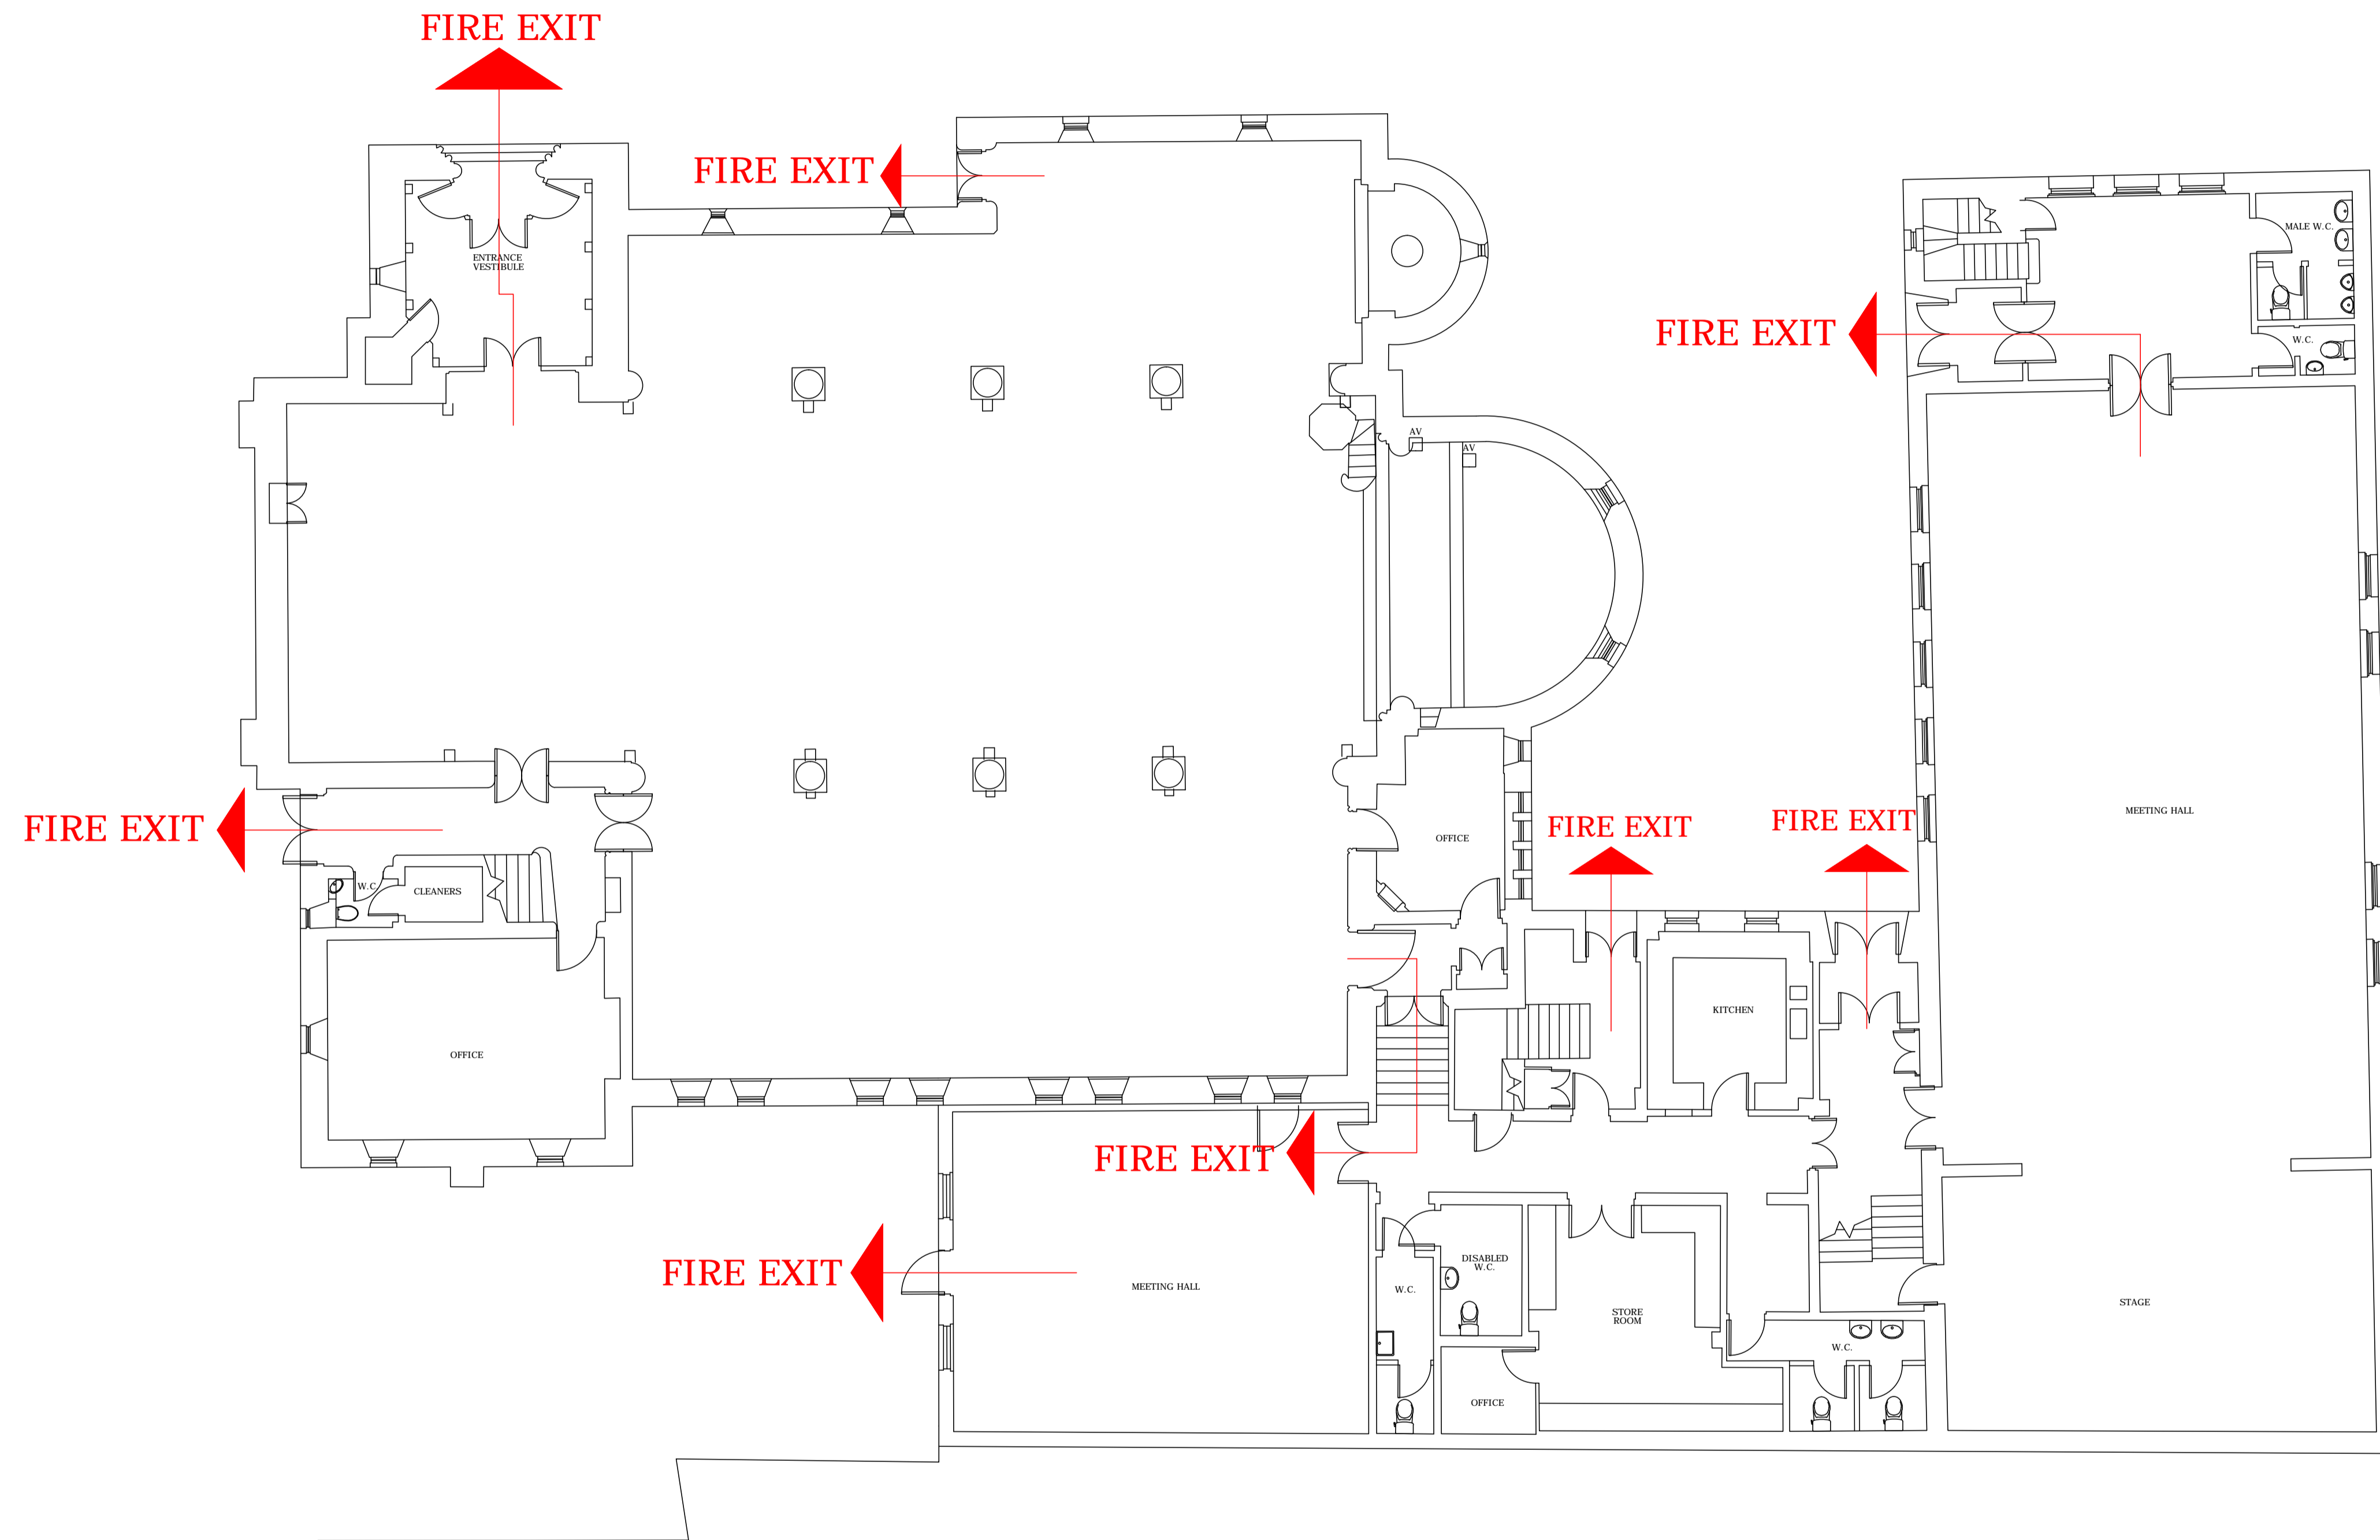 FIRE EXIT
FIRE EXIT
ENTRANCE
VESTIBULE
MALE W.C.
FIRE EXIT
W.C.
AV
AV
MEETING HALL
FIRE EXIT
FIRE EXIT
FIRE EXIT
OFFICE
W.C.
CLEANERS
KITCHEN
OFFICE
FIRE EXIT
FIRE EXIT
MEETING HALL
DISABLED
W.C.
W.C.
STORE
ROOM
STAGE
W.C.
OFFICE